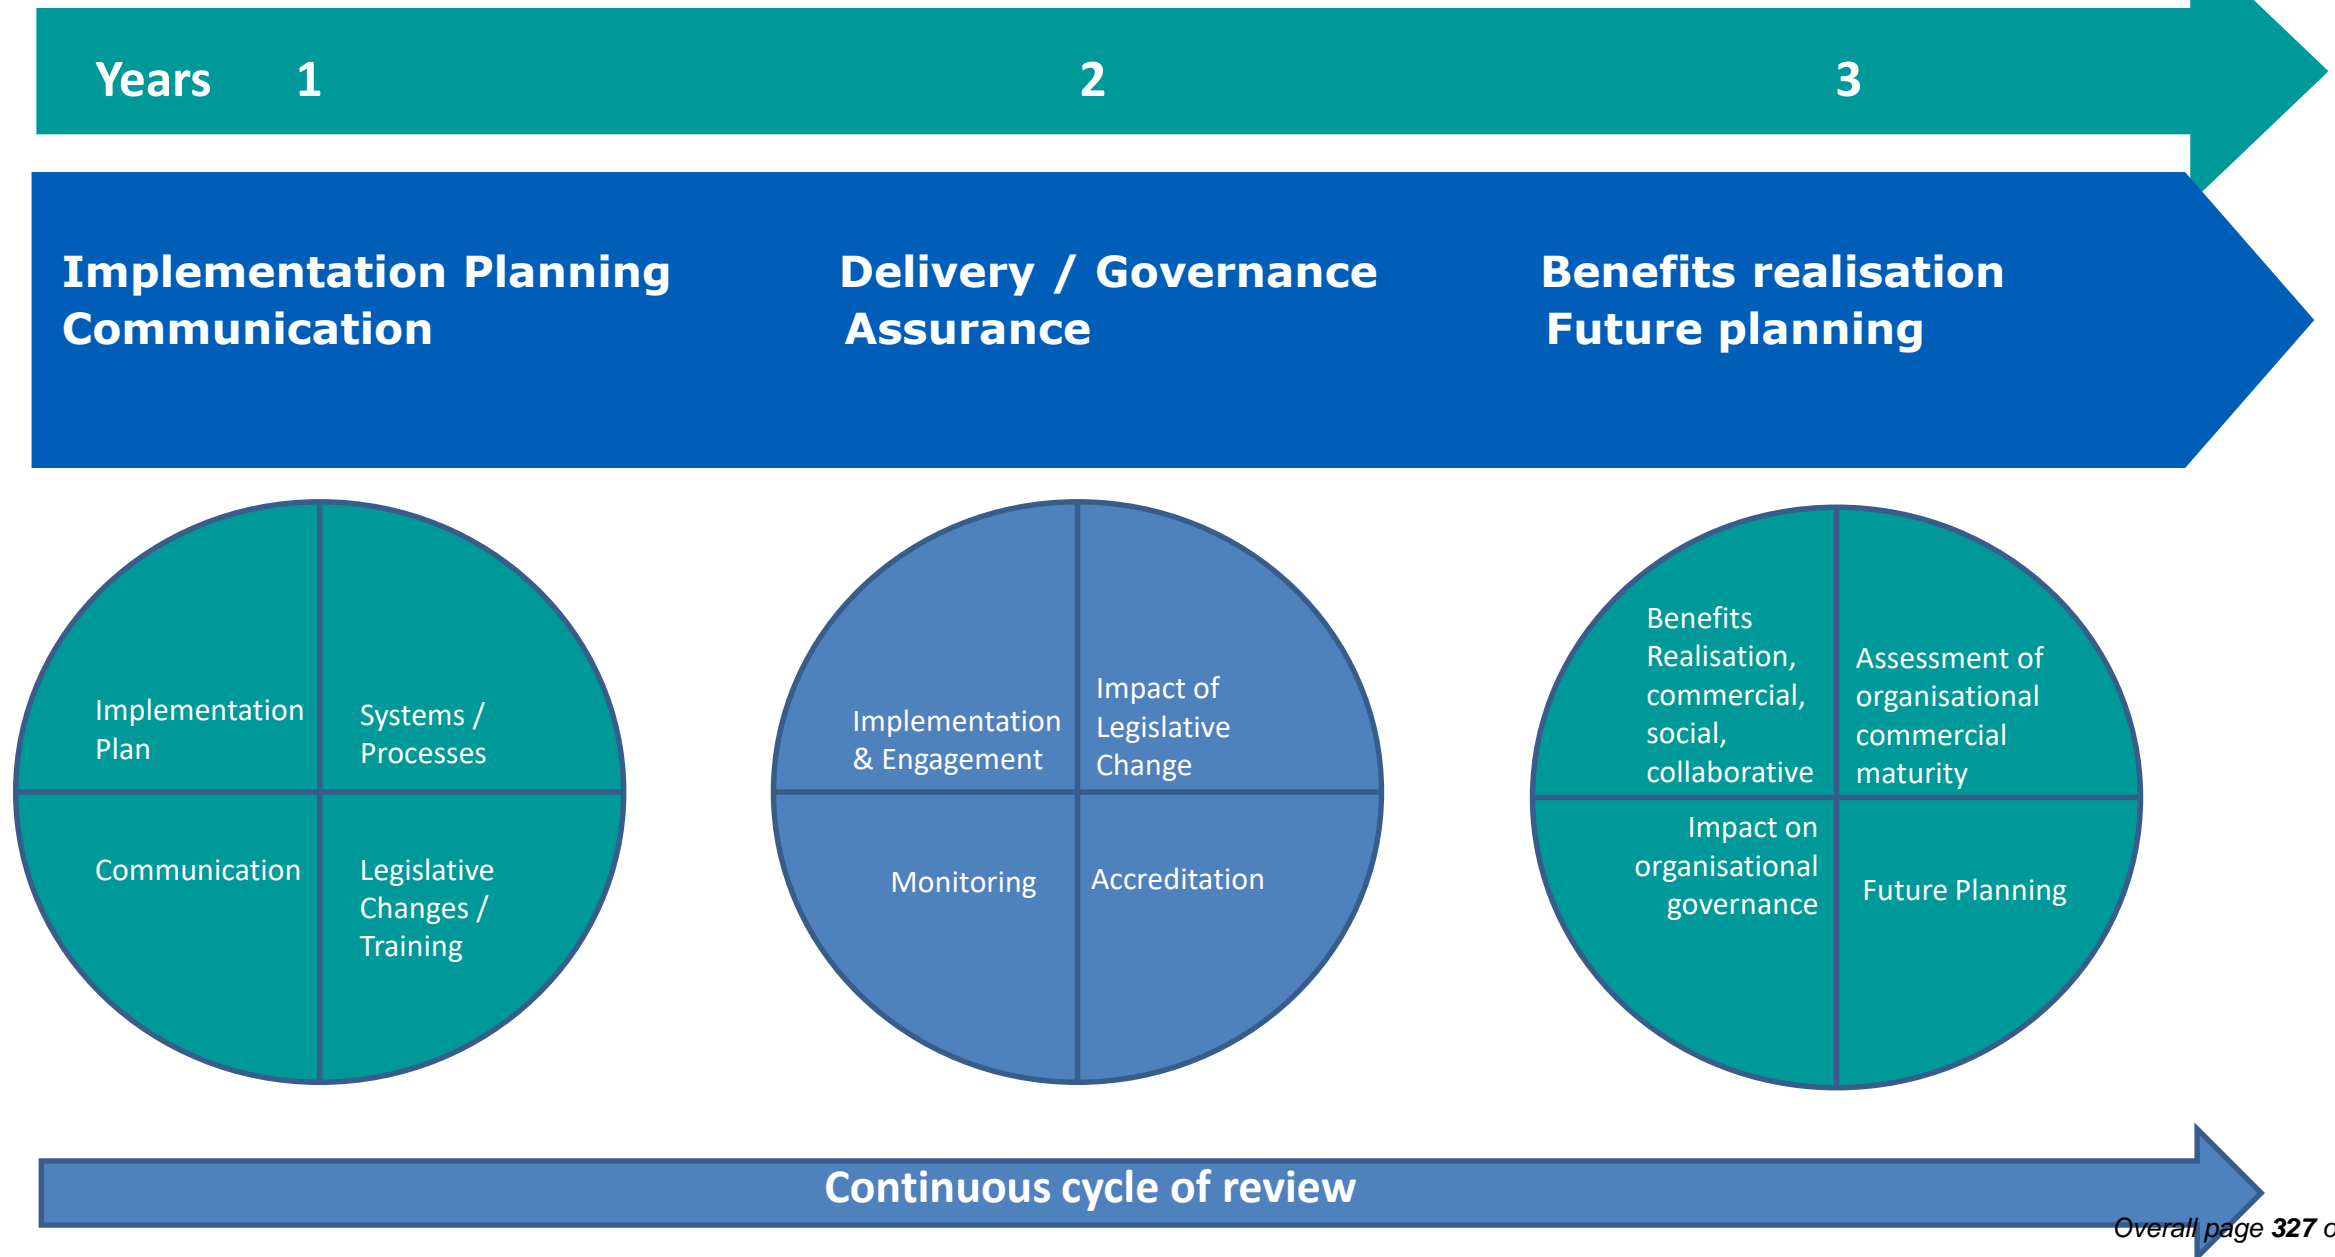 Years 1 2 3
Implementation Planning Delivery / Governance Benefits realisation
Communication Assurance Future planning
Implementation
Plan
Systems /
Processes
Communication
Legislative
Changes /
Training
Implementation
& Engagement
Impact of
Legislative
Change
Monitoring
Accreditation
Benefits
Realisation,
commercial,
social,
collaborative
Assessment of
organisational
commercial
maturity
Impact on
organisational
governance
Future Planning
Continuous cycle of review
Overall page 327 o